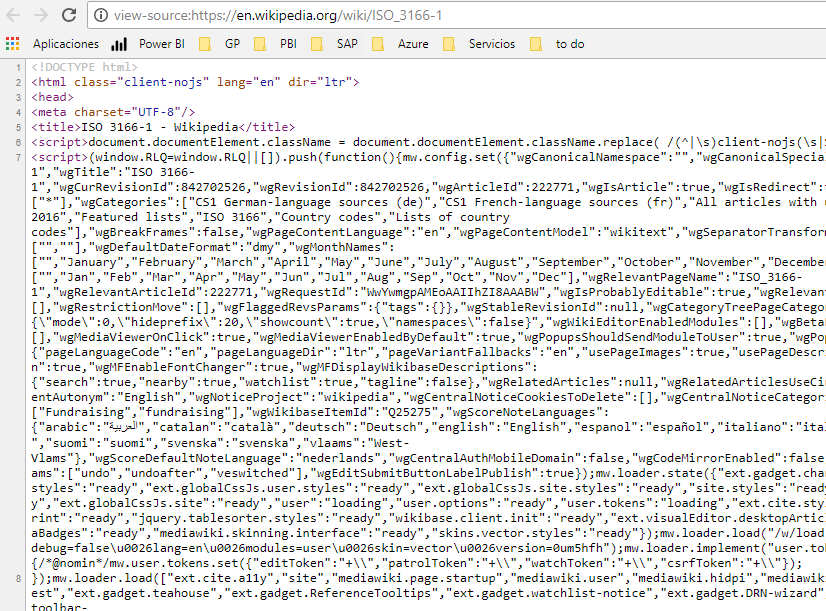 view-source:https://en.wikipedia.org/wiki/ISO_3166-1
Aplicaciones Power BI GP PBI SAP Azure Servicios to do
1 <!DOCTYPE html>
2 <html class="client-nojs" lang="en" dir="ltr">
3 <head>
4 <meta charset="UTF-8"/>
5 <title>ISO 3166-1 - Wikipedia</title>
6 <script>document.documentElement.className = document.documentElement.className.replace( /(^|\s)client-nojs(\s|
7 <script>(window.RLQ=window.RLQ||[]).push(function(){mw.config.set({"wgCanonicalNamespace":"","wgCanonicalSpecia
1","wgTitle":"ISO 3166-
1","wgCurRevisionId":842702526,"wgRevisionId":842702526,"wgArticleId":222771,"wgIsArticle":true,"wgIsRedirect":
["*"],"wgCategories":["CS1 German-language sources (de)","CS1 French-language sources (fr)","All articles with
2016","Featured lists","ISO 3166","Country codes","Lists of country
codes"],"wgBreakFrames":false,"wgPageContentLanguage":"en","wgPageContentModel":"wikitext","wgSeparatorTransfor
["",""],"wgDefaultDateFormat":"dmy","wgMonthNames":
["","January","February","March","April","May","June","July","August","September","October","November","Decembe
["","Jan","Feb","Mar","Apr","May","Jun","Jul","Aug","Sep","Oct","Nov","Dec"],"wgRelevantPageName":"ISO_3166-
1","wgRelevantArticleId":222771,"wgRequestId":"WwYwmgpAMEoAAIIhZI8AAABW","wgIsProbablyEditable":true,"wgRelevan
[],"wgRestrictionMove":[],"wgFlaggedRevsParams":{"tags":{}},"wgStableRevisionId":null,"wgCategoryTreePageCatego
{\"mode\":0,\"hideprefix\":20,\"showcount\":true,\"namespaces\":false}","wgWikiEditorEnabledModules":[],"wgBeta
[],"wgMediaViewerOnClick":true,"wgMediaViewerEnabledByDefault":true,"wgPopupsShouldSendModuleToUser":true,"wgPo
{"pageLanguageCode":"en","pageLanguageDir":"ltr","pageVariantFallbacks":"en","usePageImages":true,"usePageDescr
n":true,"wgMFEnableFontChanger":true,"wgMFDisplayWikibaseDescriptions":
{"search":true,"nearby":true,"watchlist":true,"tagline":false},"wgRelatedArticles":null,"wgRelatedArticlesUseCi
entAutonym":"English","wgNoticeProject":"wikipedia","wgCentralNoticeCookiesToDelete":[],"wgCentralNoticeCategor
["Fundraising","fundraising"],"wgWikibaseItemId":"Q25275","wgScoreNoteLanguages":
{"arabic":"العربية","catalan":"català","deutsch":"Deutsch","english":"English","espanol":"español","italiano":"ita
","suomi":"suomi","svenska":"svenska","vlaams":"West-
Vlams"},"wgScoreDefaultNoteLanguage":"nederlands","wgCentralAuthMobileDomain":false,"wgCodeMirrorEnabled":false
ams":["undo","undoafter","veswitched"],"wgEditSubmitButtonLabelPublish":true});mw.loader.state({"ext.gadget.cha
styles":"ready","ext.globalCssJs.user.styles":"ready","ext.globalCssJs.site.styles":"ready","site.styles":"read
y","ext.globalCssJs.site":"ready","user":"loading","user.options":"ready","user.tokens":"loading","ext.cite.sty
rint":"ready","jquery.tablesorter.styles":"ready","wikibase.client.init":"ready","ext.visualEditor.desktopArtic
aBadges":"ready","mediawiki.skinning.interface":"ready","skins.vector.styles":"ready"});mw.loader.load("/w/load
debug=false\u0026lang=en\u0026modules=user\u0026skin=vector\u0026version=0um5hfh");mw.loader.implement("user.to
{/*@nomin*/mw.user.tokens.set({"editToken":"+\\","patrolToken":"+\\","watchToken":"+\\","csrfToken":"+\\"});
8 });mw.loader.load(["ext.cite.a11y","site","mediawiki.page.startup","mediawiki.user","mediawiki.hidpi","mediawik
est","ext.gadget.teahouse","ext.gadget.ReferenceTooltips","ext.gadget.watchlist-notice","ext.gadget.DRN-wizard"
toolbar-